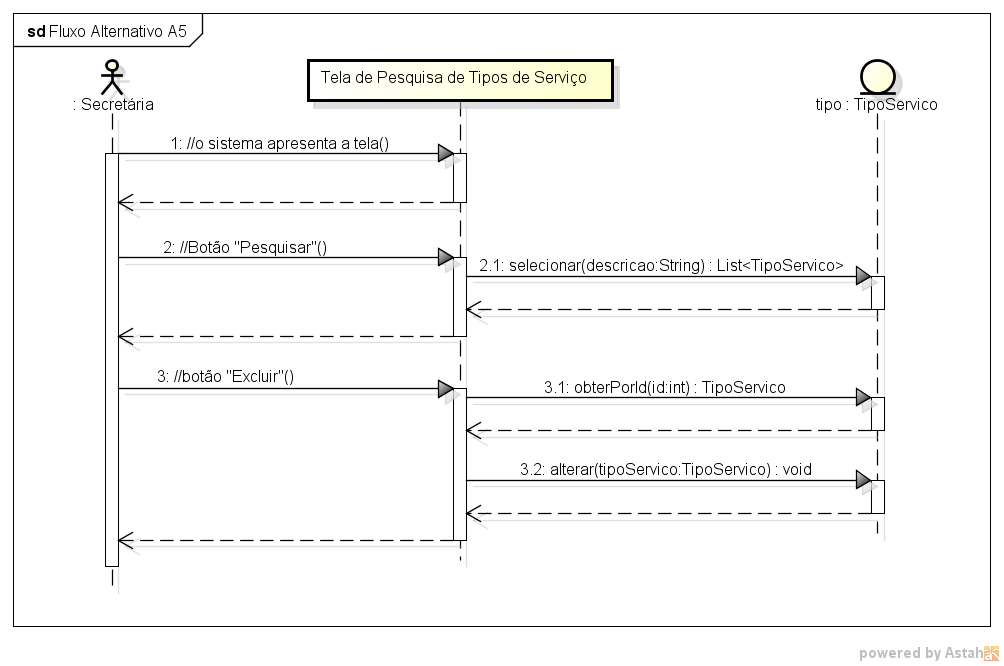 sd Fluxo Alternativo A5
: Secretária
Tela de Pesquisa de Tipos de Serviço
tipo : TipoServico
1: //o sistema apresenta a tela()
2: //Botão "Pesquisar"()
2.1: selecionar(descricao:String) : List<TipoServico>
3: //botão "Excluir"()
3.1: obterPorId(id:int) : TipoServico
3.2: alterar(tipoServico:TipoServico) : void
powered by Astah